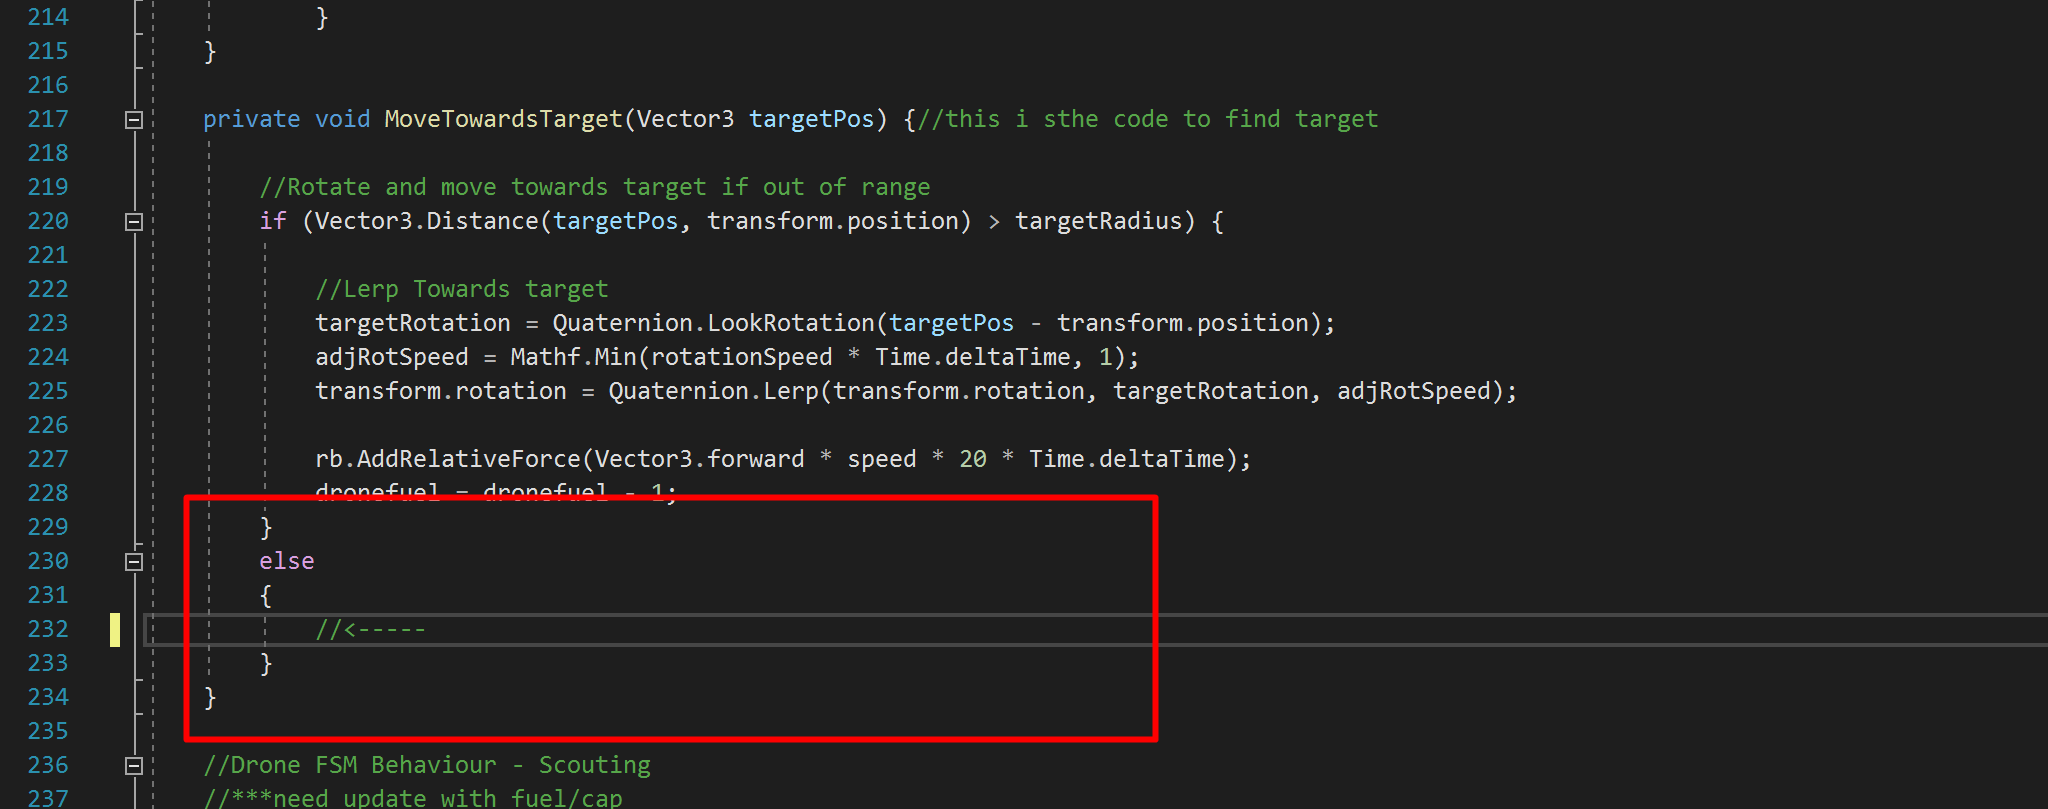 214 }
215 }
216
217 private void MoveTowardsTarget(Vector3 targetPos) {//this i sthe code to find target
218
219 //Rotate and move towards target if out of range
220 if (Vector3.Distance(targetPos, transform.position) > targetRadius) {
221
222 //Lerp Towards target
223 targetRotation = Quaternion.LookRotation(targetPos - transform.position);
224 adjRotSpeed = Mathf.Min(rotationSpeed * Time.deltaTime, 1);
225 transform.rotation = Quaternion.Lerp(transform.rotation, targetRotation, adjRotSpeed);
226
227 rb.AddRelativeForce(Vector3.forward * speed * 20 * Time.deltaTime);
228 dronefuel = dronefuel - 1;
229 }
230 else
231 {
232 //<-----
233 }
234 }
235
236 //Drone FSM Behaviour - Scouting
237 //***need update with fuel/cap